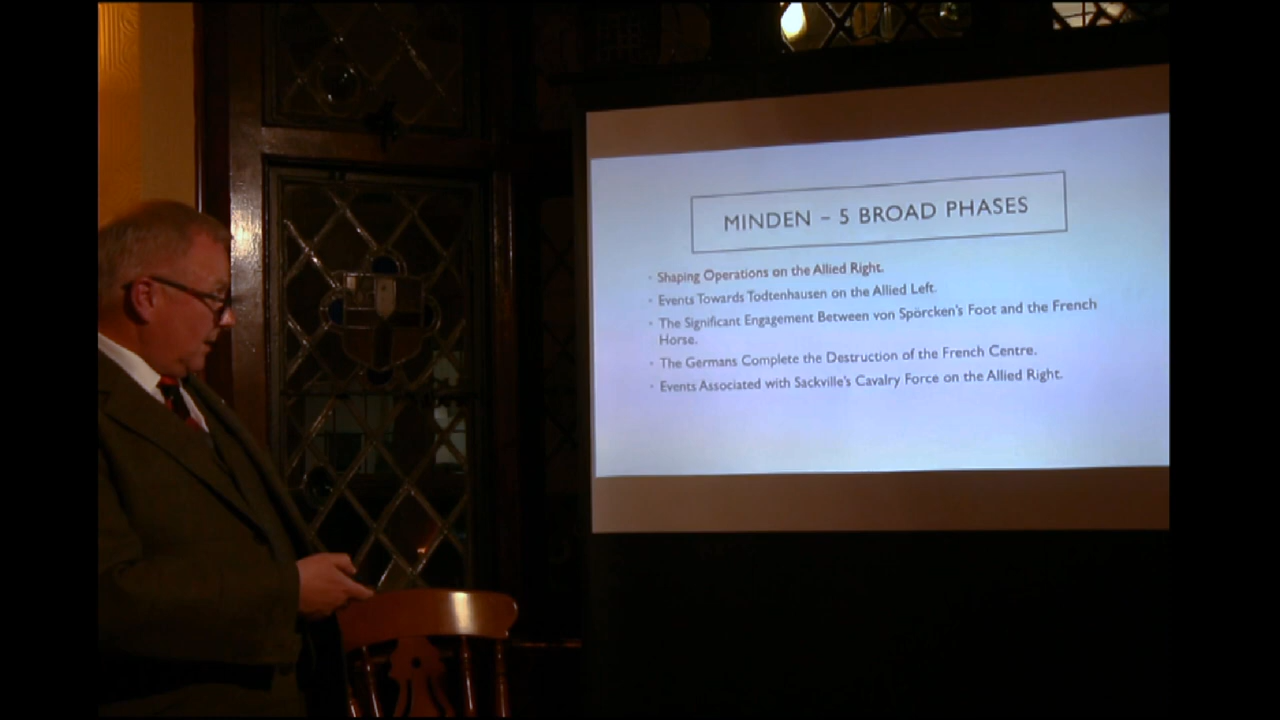 MINDEN – 5 BROAD PHASES
• Shaping Operations on the Allied Right.
• Events Towards Todtenhausen on the Allied Left.
• The Significant Engagement Between von Spörcken's Foot and the French
Horse.
• The Germans Complete the Destruction of the French Centre.
• Events Associated with Sackville's Cavalry Force on the Allied Right.